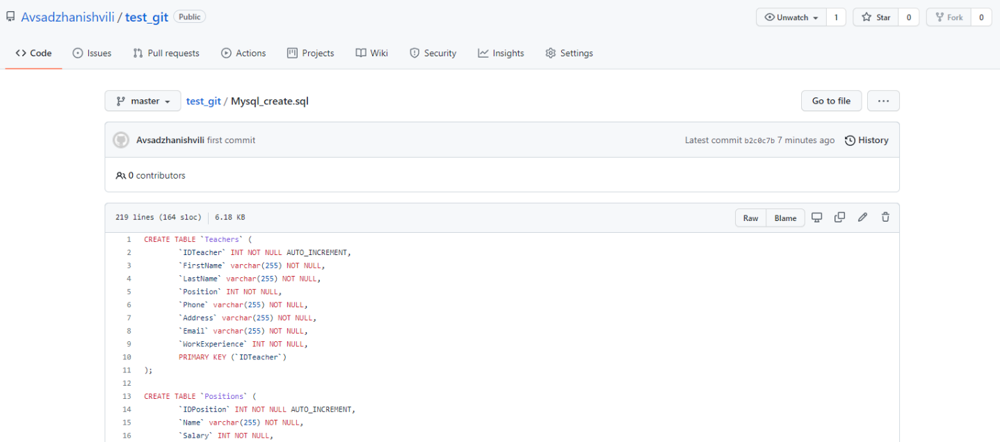 Avsadzhanishvili / test_git Public Unwatch 1 Star 0 Fork 0
Code Issues Pull requests Actions Projects Wiki Security Insights Settings
master test_git / Mysql_create.sql Go to file ...
Avsadzhanishvili first commit Latest commit b2c0c7b 7 minutes ago History
0 contributors
219 lines (164 sloc) 6.18 KB Raw Blame
1 CREATE TABLE `Teachers` (
2 `IDTeacher` INT NOT NULL AUTO_INCREMENT,
3 `FirstName` varchar(255) NOT NULL,
4 `LastName` varchar(255) NOT NULL,
5 `Position` INT NOT NULL,
6 `Phone` varchar(255) NOT NULL,
7 `Address` varchar(255) NOT NULL,
8 `Email` varchar(255) NOT NULL,
9 `WorkExperience` INT NOT NULL,
10 PRIMARY KEY (`IDTeacher`)
11 );
12
13 CREATE TABLE `Positions` (
14 `IDPosition` INT NOT NULL AUTO_INCREMENT,
15 `Name` varchar(255) NOT NULL,
16 `Salary` INT NOT NULL,